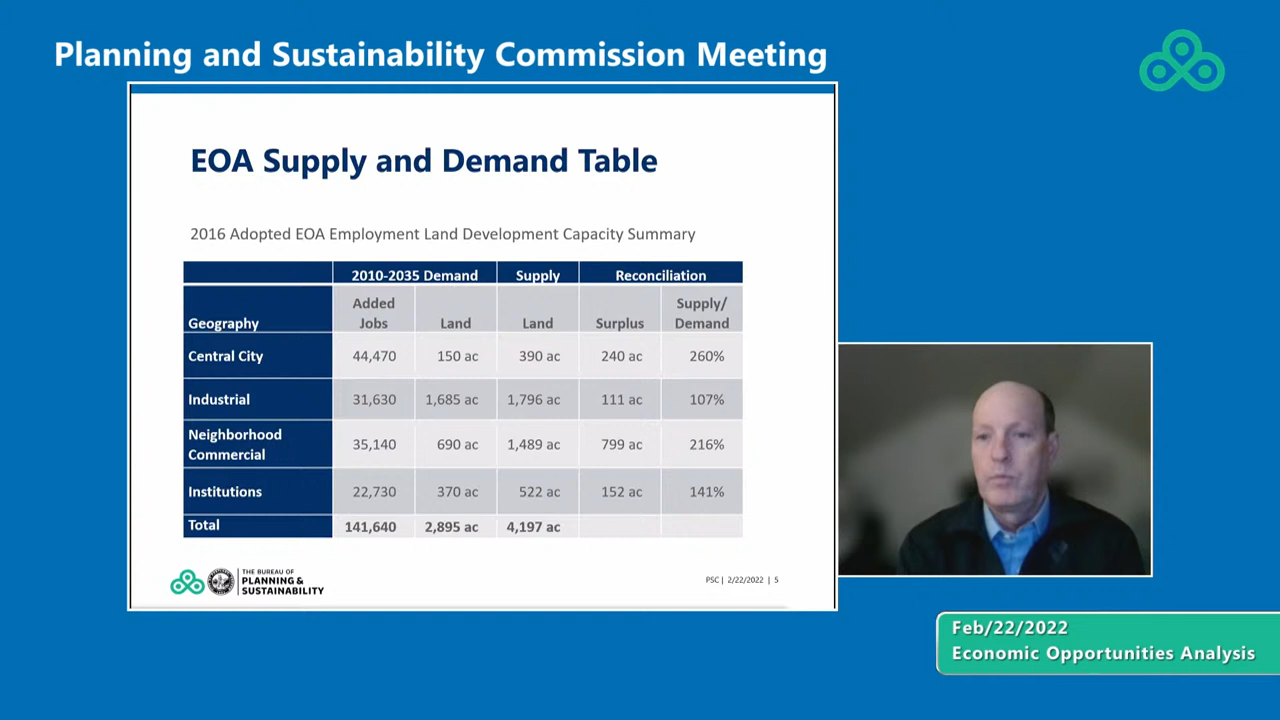 Planning and Sustainability Commission Meeting
EOA Supply and Demand Table
2016 Adopted EOA Employment Land Development Capacity Summary
2010-2035 Demand Supply Reconciliation
Geography Added Jobs Land Land Surplus Supply/ Demand
Central City 44,470 150 ac 390 ac 240 ac 260%
Industrial 31,630 1,685 ac 1,796 ac 111 ac 107%
Neighborhood Commercial 35,140 690 ac 1,489 ac 799 ac 216%
Institutions 22,730 370 ac 522 ac 152 ac 141%
Total 141,640 2,895 ac 4,197 ac
THE BUREAU OF
PLANNING &
SUSTAINABILITY
PSC | 2/22/2022 | 5
Feb/22/2022
Economic Opportunities Analysis